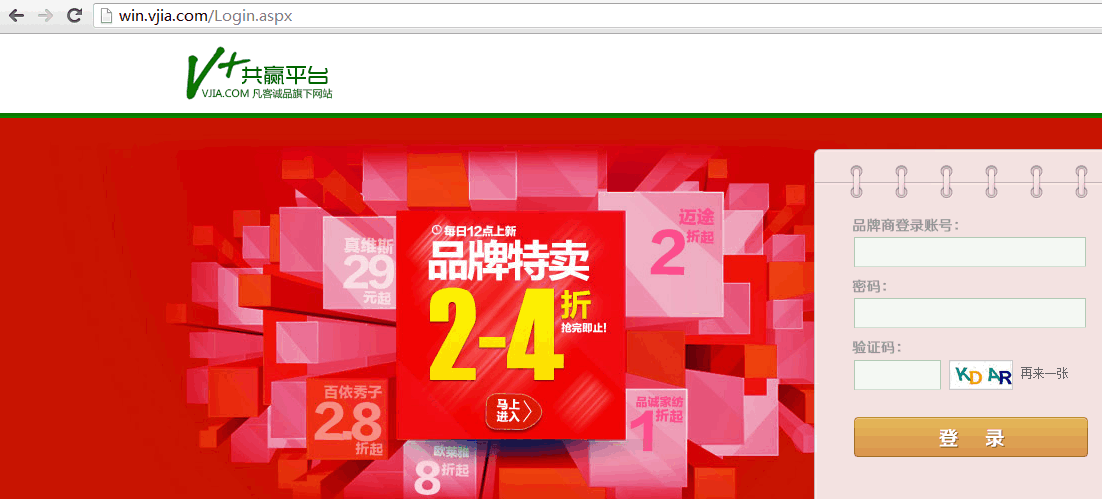 win.vjia.com/Login.aspx
V+共赢平台
VJIA.COM 凡客诚品旗下网站
每日12点上新
品牌特卖
2-4折
抢完即止!
马上
进入
真维斯
29
元起
迈途
2折起
百依秀子
2.8
折起
欧莱雅
8折起
品诚家纺
1折起
品牌商登录账号:
密码:
验证码:
KDAR
再来一张
登 录